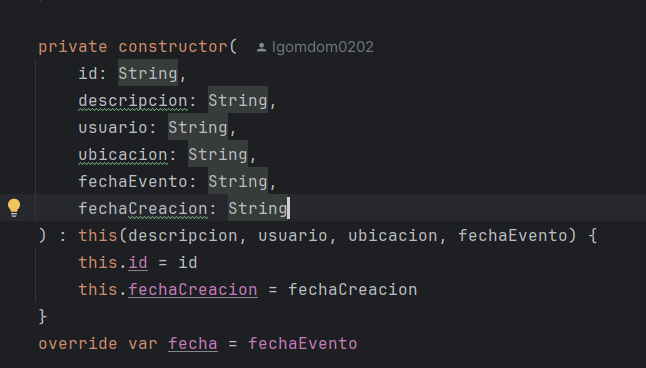 private constructor( lgomdom0202
id: String,
descripcion: String,
usuario: String,
ubicacion: String,
fechaEvento: String,
fechaCreacion: String
) : this(descripcion, usuario, ubicacion, fechaEvento) {
this.id = id
this.fechaCreacion = fechaCreacion
}
override var fecha = fechaEvento